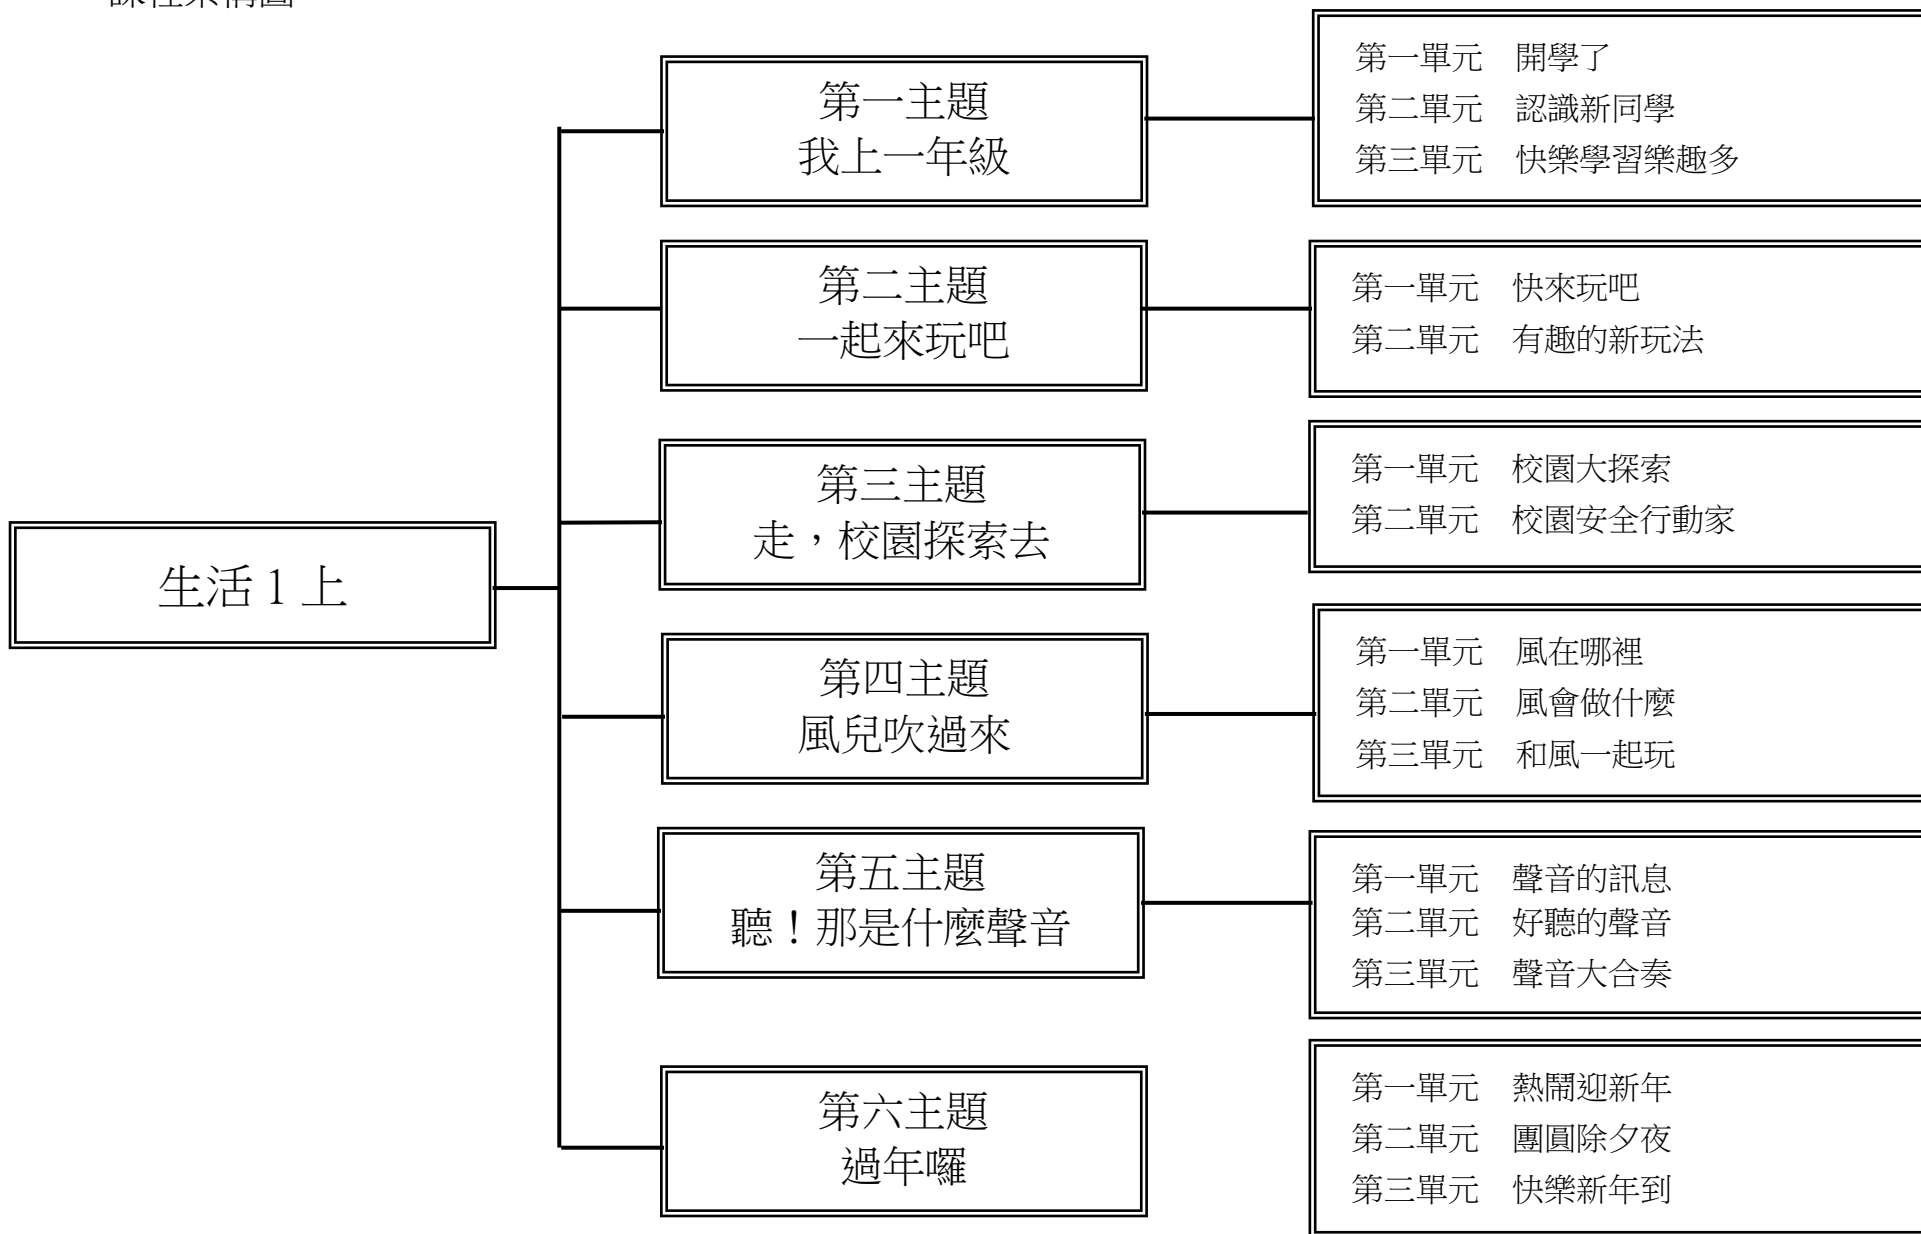 生活1上
第一主題
我上一年級
第一單元　開學了
第二單元　認識新同學
第三單元　快樂學習樂趣多
第二主題
一起來玩吧
第一單元　快來玩吧
第二單元　有趣的新玩法
第三主題
走，校園探索去
第一單元　校園大探索
第二單元　校園安全行動家
第四主題
風兒吹過來
第一單元　風在哪裡
第二單元　風會做什麼
第三單元　和風一起玩
第五主題
聽！那是什麼聲音
第一單元　聲音的訊息
第二單元　好聽的聲音
第三單元　聲音大合奏
第六主題
過年囉
第一單元　熱鬧迎新年
第二單元　團圓除夕夜
第三單元　快樂新年到